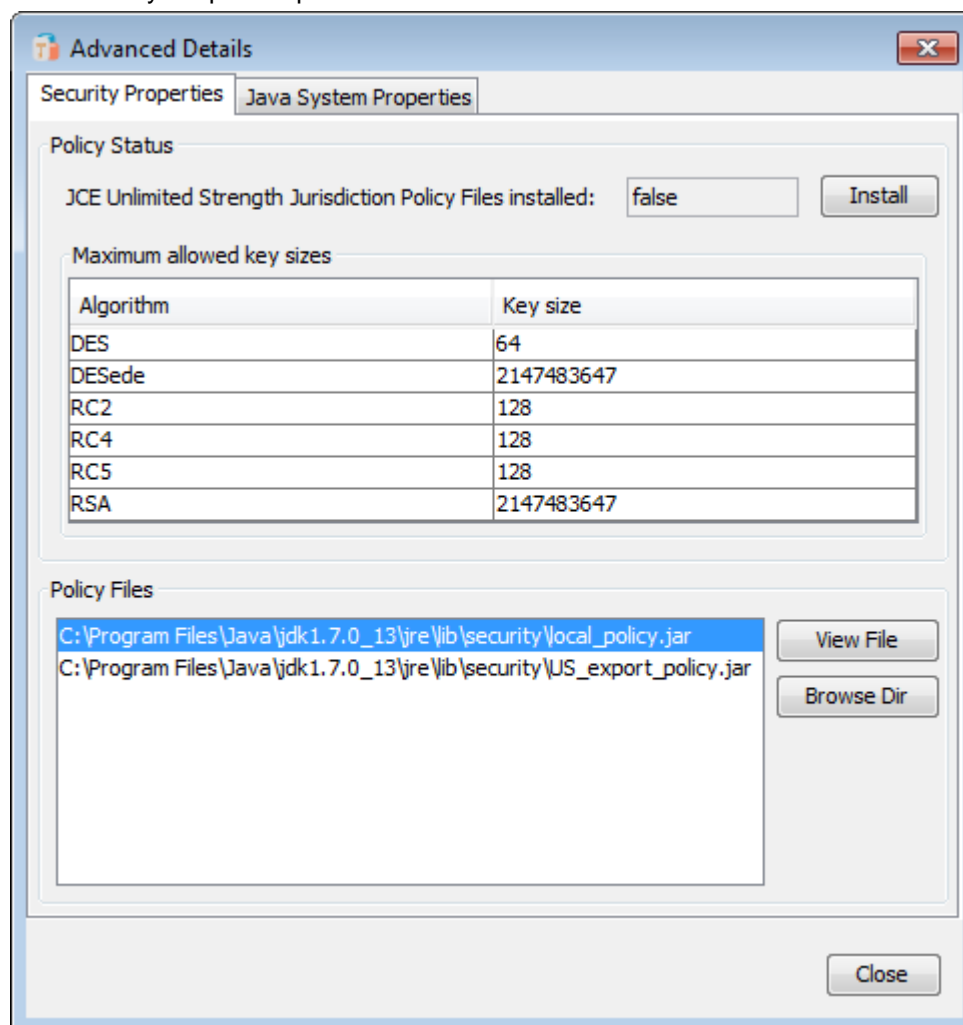 Advanced Details
Security Properties Java System Properties
Policy Status
JCE Unlimited Strength Jurisdiction Policy Files installed: false Install
Maximum allowed key sizes
Algorithm Key size
DES 64
DESede 2147483647
RC2 128
RC4 128
RC5 128
RSA 2147483647
Policy Files
C:\Program Files\Java\jdk1.7.0_13\jre\lib\security\local_policy.jar View File
C:\Program Files\Java\jdk1.7.0_13\jre\lib\security\US_export_policy.jar
Browse Dir
Close